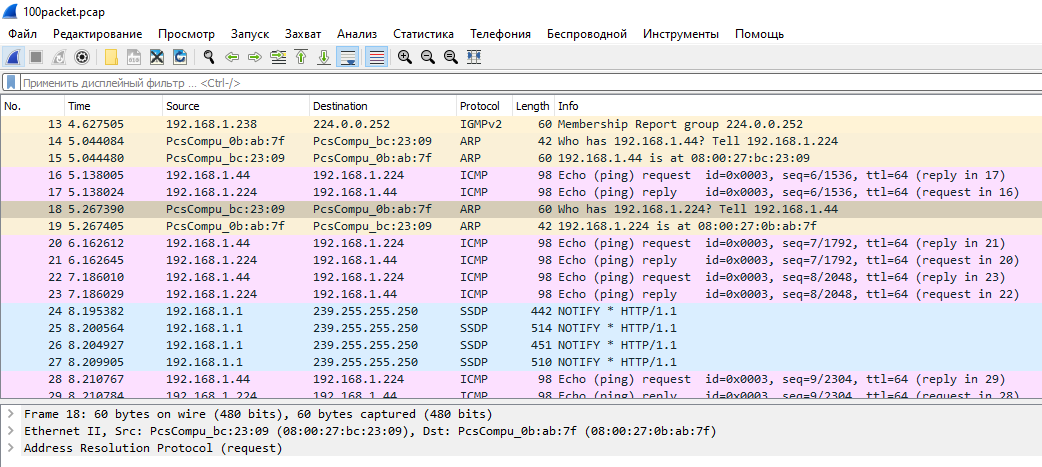 100packet.pcap
Файл Редактирование Просмотр Запуск Захват Анализ Статистика Телефония Беспроводной Инструменты Помощь
Применить дисплейный фильтр ... <Ctrl-/>
No. Time Source Destination Protocol Length Info
13 4.627505 192.168.1.238 224.0.0.252 IGMPv2 60 Membership Report group 224.0.0.252
14 5.044084 PcsCompu_0b:ab:7f PcsCompu_bc:23:09 ARP 42 Who has 192.168.1.44? Tell 192.168.1.224
15 5.044480 PcsCompu_bc:23:09 PcsCompu_0b:ab:7f ARP 60 192.168.1.44 is at 08:00:27:bc:23:09
16 5.138005 192.168.1.44 192.168.1.224 ICMP 98 Echo (ping) request id=0x0003, seq=6/1536, ttl=64 (reply in 17)
17 5.138024 192.168.1.224 192.168.1.44 ICMP 98 Echo (ping) reply id=0x0003, seq=6/1536, ttl=64 (request in 16)
18 5.267390 PcsCompu_bc:23:09 PcsCompu_0b:ab:7f ARP 60 Who has 192.168.1.224? Tell 192.168.1.44
19 5.267405 PcsCompu_0b:ab:7f PcsCompu_bc:23:09 ARP 42 192.168.1.224 is at 08:00:27:0b:ab:7f
20 6.162612 192.168.1.44 192.168.1.224 ICMP 98 Echo (ping) request id=0x0003, seq=7/1792, ttl=64 (reply in 21)
21 6.162645 192.168.1.224 192.168.1.44 ICMP 98 Echo (ping) reply id=0x0003, seq=7/1792, ttl=64 (request in 20)
22 7.186010 192.168.1.44 192.168.1.224 ICMP 98 Echo (ping) request id=0x0003, seq=8/2048, ttl=64 (reply in 23)
23 7.186029 192.168.1.224 192.168.1.44 ICMP 98 Echo (ping) reply id=0x0003, seq=8/2048, ttl=64 (request in 22)
24 8.195382 192.168.1.1 239.255.255.250 SSDP 442 NOTIFY * HTTP/1.1
25 8.200564 192.168.1.1 239.255.255.250 SSDP 514 NOTIFY * HTTP/1.1
26 8.204927 192.168.1.1 239.255.255.250 SSDP 451 NOTIFY * HTTP/1.1
27 8.209905 192.168.1.1 239.255.255.250 SSDP 510 NOTIFY * HTTP/1.1
28 8.210767 192.168.1.44 192.168.1.224 ICMP 98 Echo (ping) request id=0x0003, seq=9/2304, ttl=64 (reply in 29)
29 8.210784 192.168.1.224 192.168.1.44 ICMP 98 Echo (ping) reply id=0x0003, seq=9/2304, ttl=64 (request in 28)
Frame 18: 60 bytes on wire (480 bits), 60 bytes captured (480 bits)
Ethernet II, Src: PcsCompu_bc:23:09 (08:00:27:bc:23:09), Dst: PcsCompu_0b:ab:7f (08:00:27:0b:ab:7f)
Address Resolution Protocol (request)